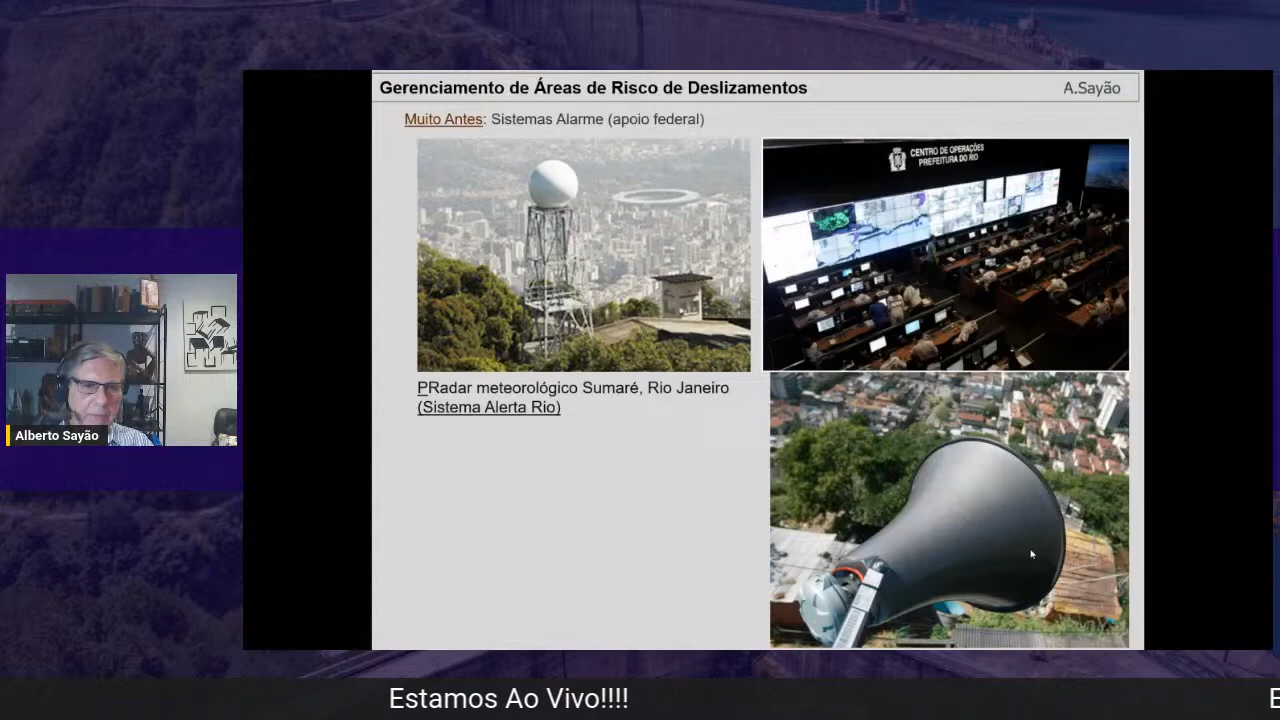 Gerenciamento de Áreas de Risco de Deslizamentos
A.Sayão
Muito Antes: Sistemas Alarme (apoio federal)
CENTRO DE OPERAÇÕES
PREFEITURA DO RIO
PRadar meteorológico Sumaré, Rio Janeiro
(Sistema Alerta Rio)
Alberto Sayão
Estamos Ao Vivo!!!!
E